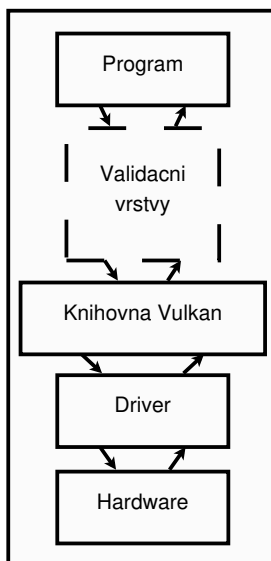 Program
Validacni
vrstvy
Knihovna Vulkan
Driver
Hardware